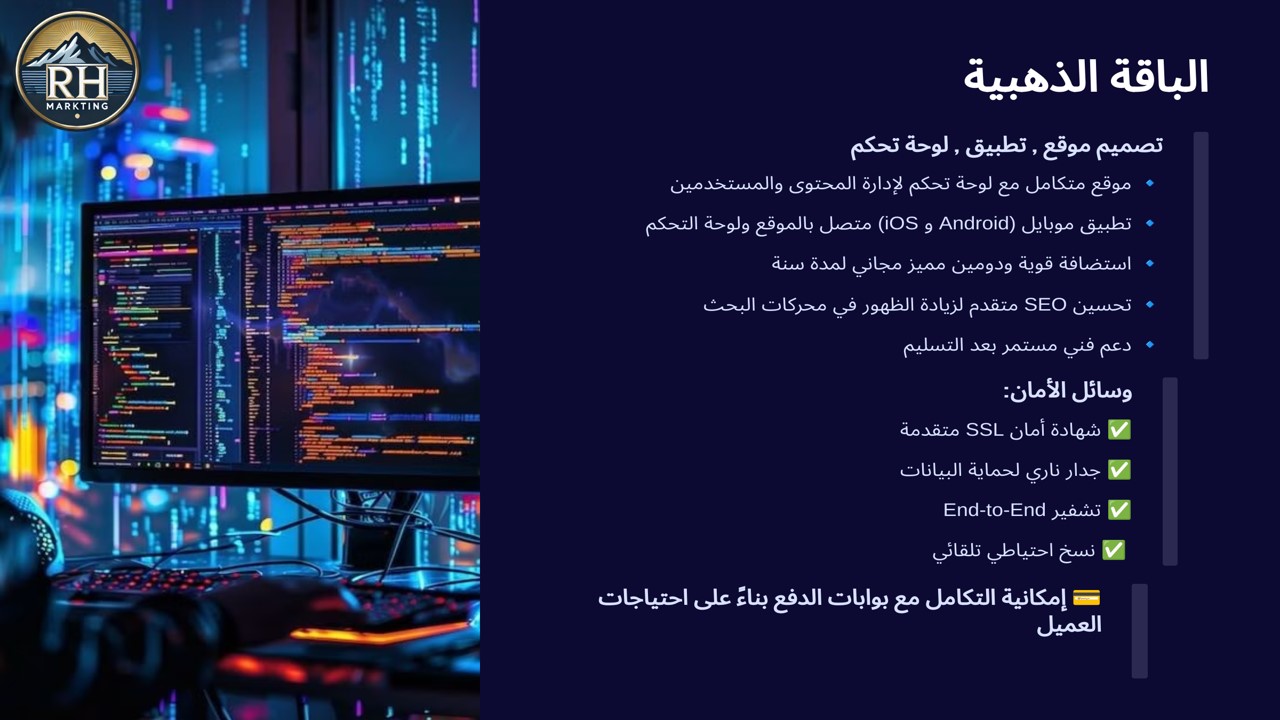 RH
MARKTING
الباقة الذهبية
تصميم موقع , تطبيق , لوحة تحكم
🔹 موقع متكامل مع لوحة تحكم لإدارة المحتوى والمستخدمين
🔹 تطبيق موبايل (Android و iOS) متصل بالموقع ولوحة التحكم
🔹 استضافة قوية ودومين مميز مجاني لمدة سنة
🔹 تحسين SEO متقدم لزيادة الظهور في محركات البحث
🔹 دعم فني مستمر بعد التسليم
وسائل الأمان:
✅ شهادة أمان SSL متقدمة
✅ جدار ناري لحماية البيانات
✅ تشفير End-to-End
✅ نسخ احتياطي تلقائي
💳 إمكانية التكامل مع بوابات الدفع بناءً على احتياجات
العميل